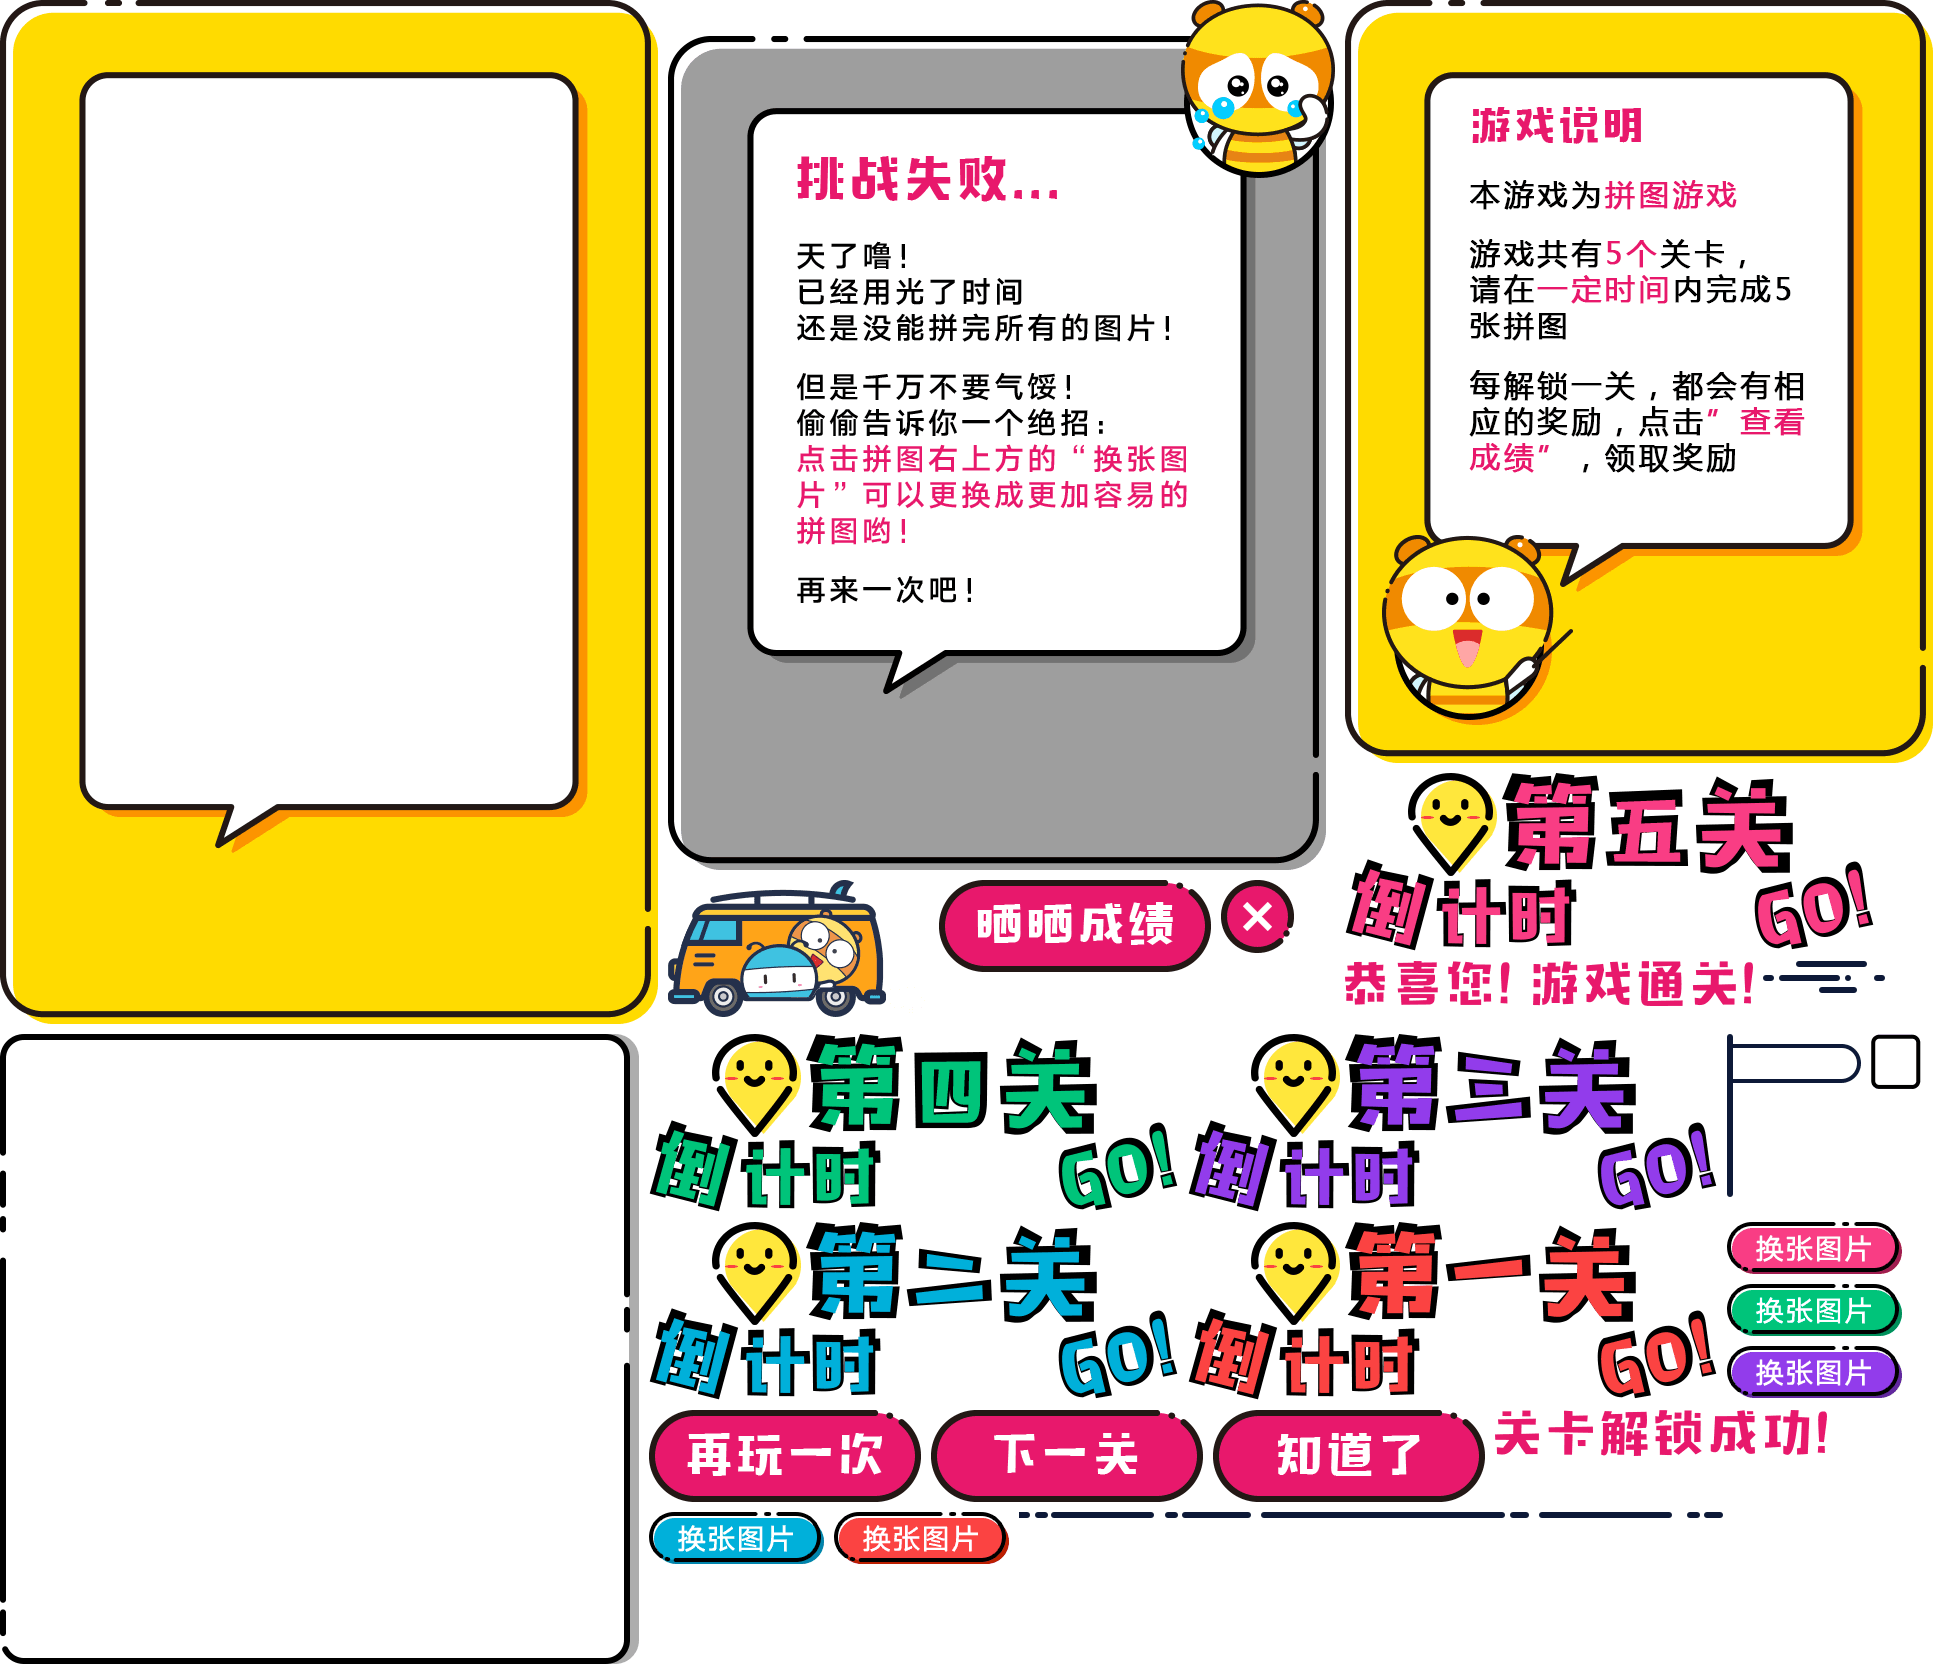 挑战失败...
天了噜！
已经用光了时间
还是没能拼完所有的图片！
但是千万不要气馁！
偷偷告诉你一个绝招：
点击拼图右上方的“换张图
片”可以更换成更加容易的
拼图哟！
再来一次吧！
游戏说明
本游戏为拼图游戏
游戏共有5个关卡，
请在一定时间内完成5
张拼图
每解锁一关，都会有相
应的奖励，点击”查看
成绩”，领取奖励
第五关
倒计时
GO!
晒晒成绩
恭喜您！游戏通关！
第四关
倒计时
GO!
第三关
倒计时
GO!
第二关
倒计时
GO!
第一关
倒计时
GO!
换张图片
换张图片
换张图片
再玩一次
下一关
知道了
关卡解锁成功！
换张图片
换张图片